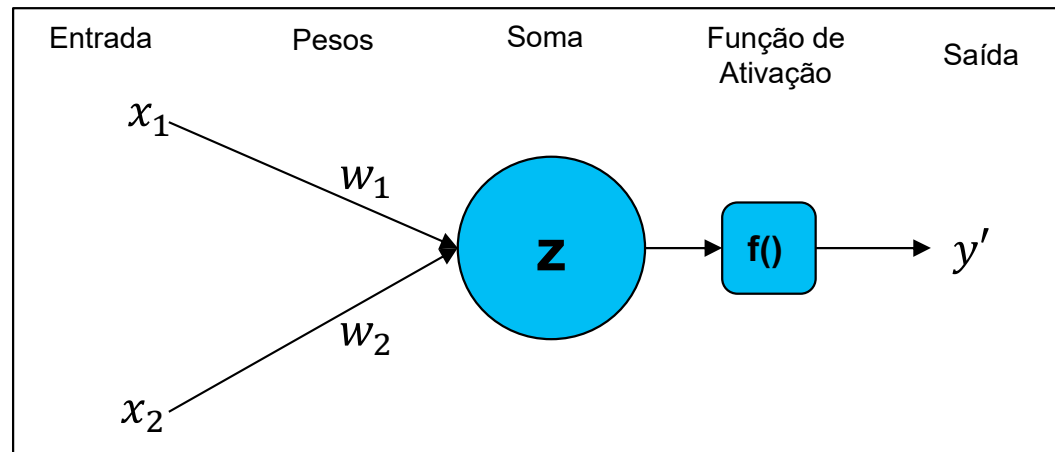 Entrada
Pesos
Soma
Função de
Ativação
Saída
x₁
w₁
z
f()
y′
w₂
x₂